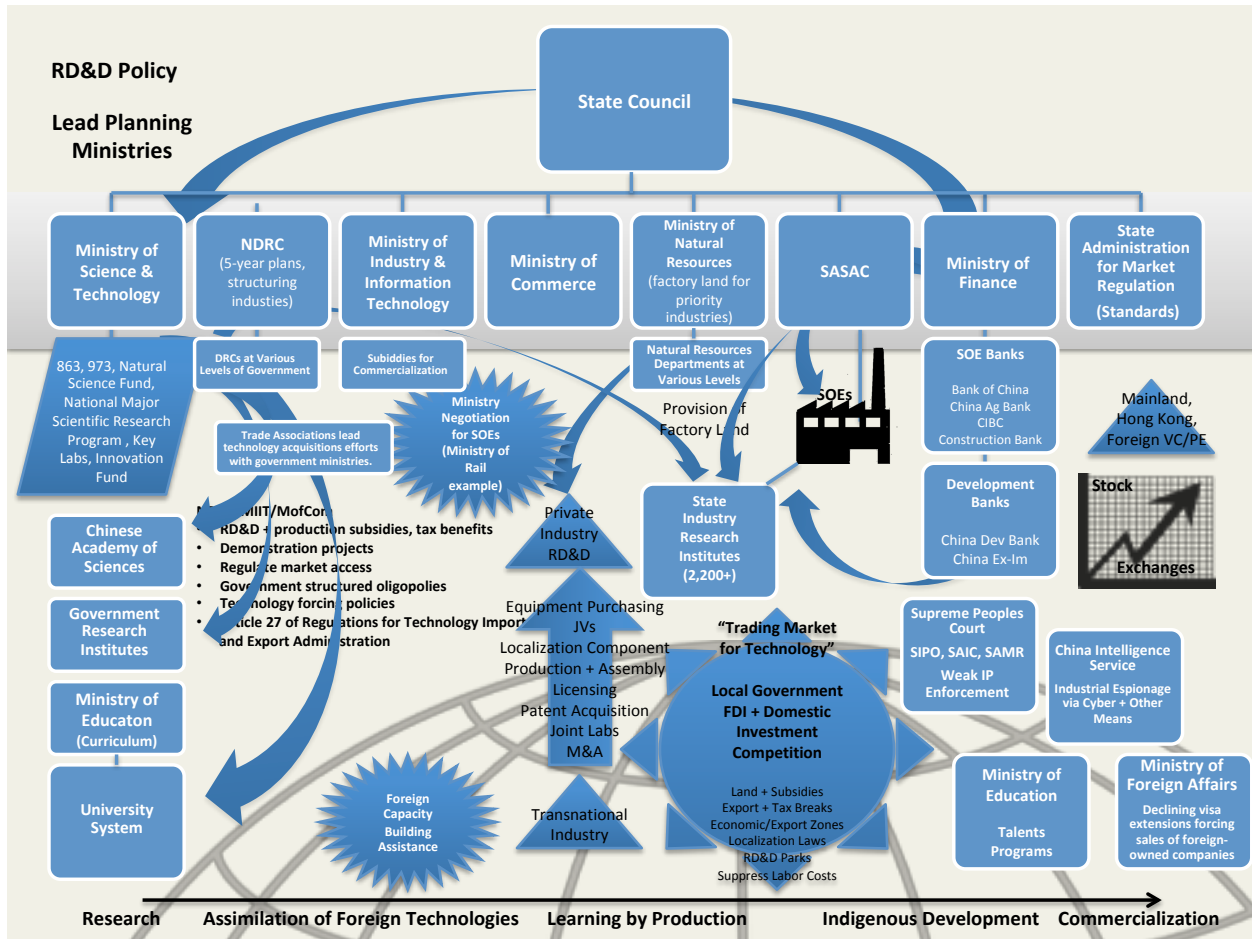 RD&D Policy
Lead Planning
Ministries
State Council
Ministry of
Science &
Technology
NDRC
(5-year plans,
structuring
industies)
Ministry of
Industry &
Information
Technology
Ministry of
Commerce
Ministry of
Natural
Resources
(factory land for
priority
industries)
SASAC
Ministry of
Finance
State
Administration
for Market
Regulation
(Standards)
863, 973, Natural
Science Fund,
National Major
Scientific Research
Program , Key
Labs, Innovation
Fund
DRCs at Various
Levels of Government
Subiddies for
Commercialization
Natural Resources
Departments at
Various Levels
Provision of
Factory Land
SOEs
SOE Banks
Bank of China
China Ag Bank
CIBC
Construction Bank
Mainland,
Hong Kong,
Foreign VC/PE
Trade Associations lead
technology acquisitions efforts
with government ministries.
Ministry
Negotiation
for SOEs
(Ministry of
Rail
example)
Development
Banks
China Dev Bank
China Ex-Im
Stock
Exchanges
State
Industry
Research
Institutes
(2,200+)
Private
Industry
RD&D
Chinese
Academy of
Sciences
Government
Research
Institutes
Ministry of
Educaton
(Curriculum)
University
System
MIIT/MofCom
• RD&D + production subsidies, tax benefits
• Demonstration projects
• Regulate market access
• Government structured oligopolies
• Technology forcing policies
• Article 27 of Regulations for Technology Import
and Export Administration
Equipment Purchasing
JVs
Localization Component
Production + Assembly
Licensing
Patent Acquisition
Joint Labs
M&A
Transnational
Industry
Foreign
Capacity
Building
Assistance
“Trading Market
for Technology”
Local Government
FDI + Domestic
Investment
Competition
Land + Subsidies
Export + Tax Breaks
Economic/Export Zones
Localization Laws
RD&D Parks
Suppress Labor Costs
Supreme Peoples
Court
SIPO, SAIC, SAMR
Weak IP
Enforcement
China Intelligence
Service
Industrial Espionage
via Cyber + Other
Means
Ministry of
Education
Talents
Programs
Ministry of
Foreign Affairs
Declining visa
extensions forcing
sales of foreign-
owned companies
Research
Assimilation of Foreign Technologies
Learning by Production
Indigenous Development
Commercialization